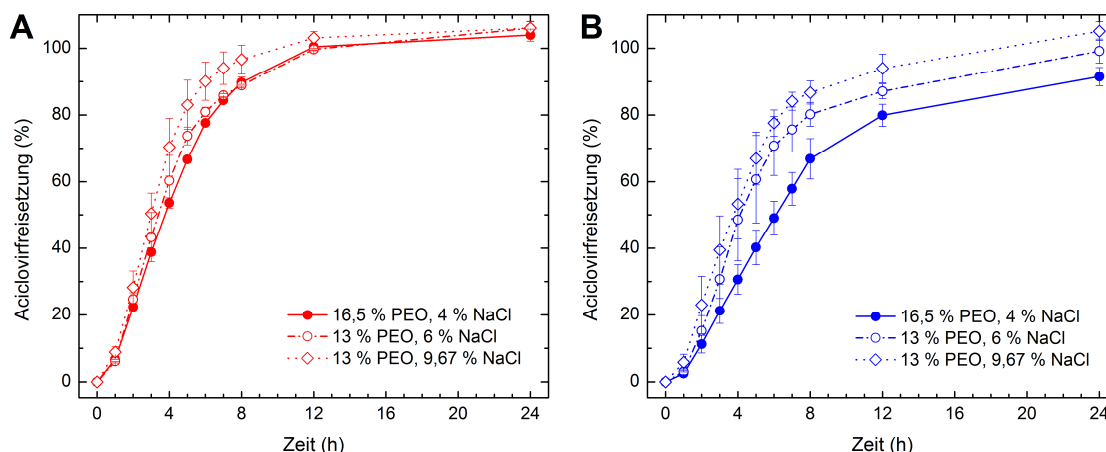 A
Aciclovirfreisetzung (%)
100
80
60
40
20
0
16,5 % PEO, 4 % NaCl
13 % PEO, 6 % NaCl
13 % PEO, 9,67 % NaCl
0 4 8 12 16 20 24
Zeit (h)
B
Aciclovirfreisetzung (%)
100
80
60
40
20
0
16,5 % PEO, 4 % NaCl
13 % PEO, 6 % NaCl
13 % PEO, 9,67 % NaCl
0 4 8 12 16 20 24
Zeit (h)